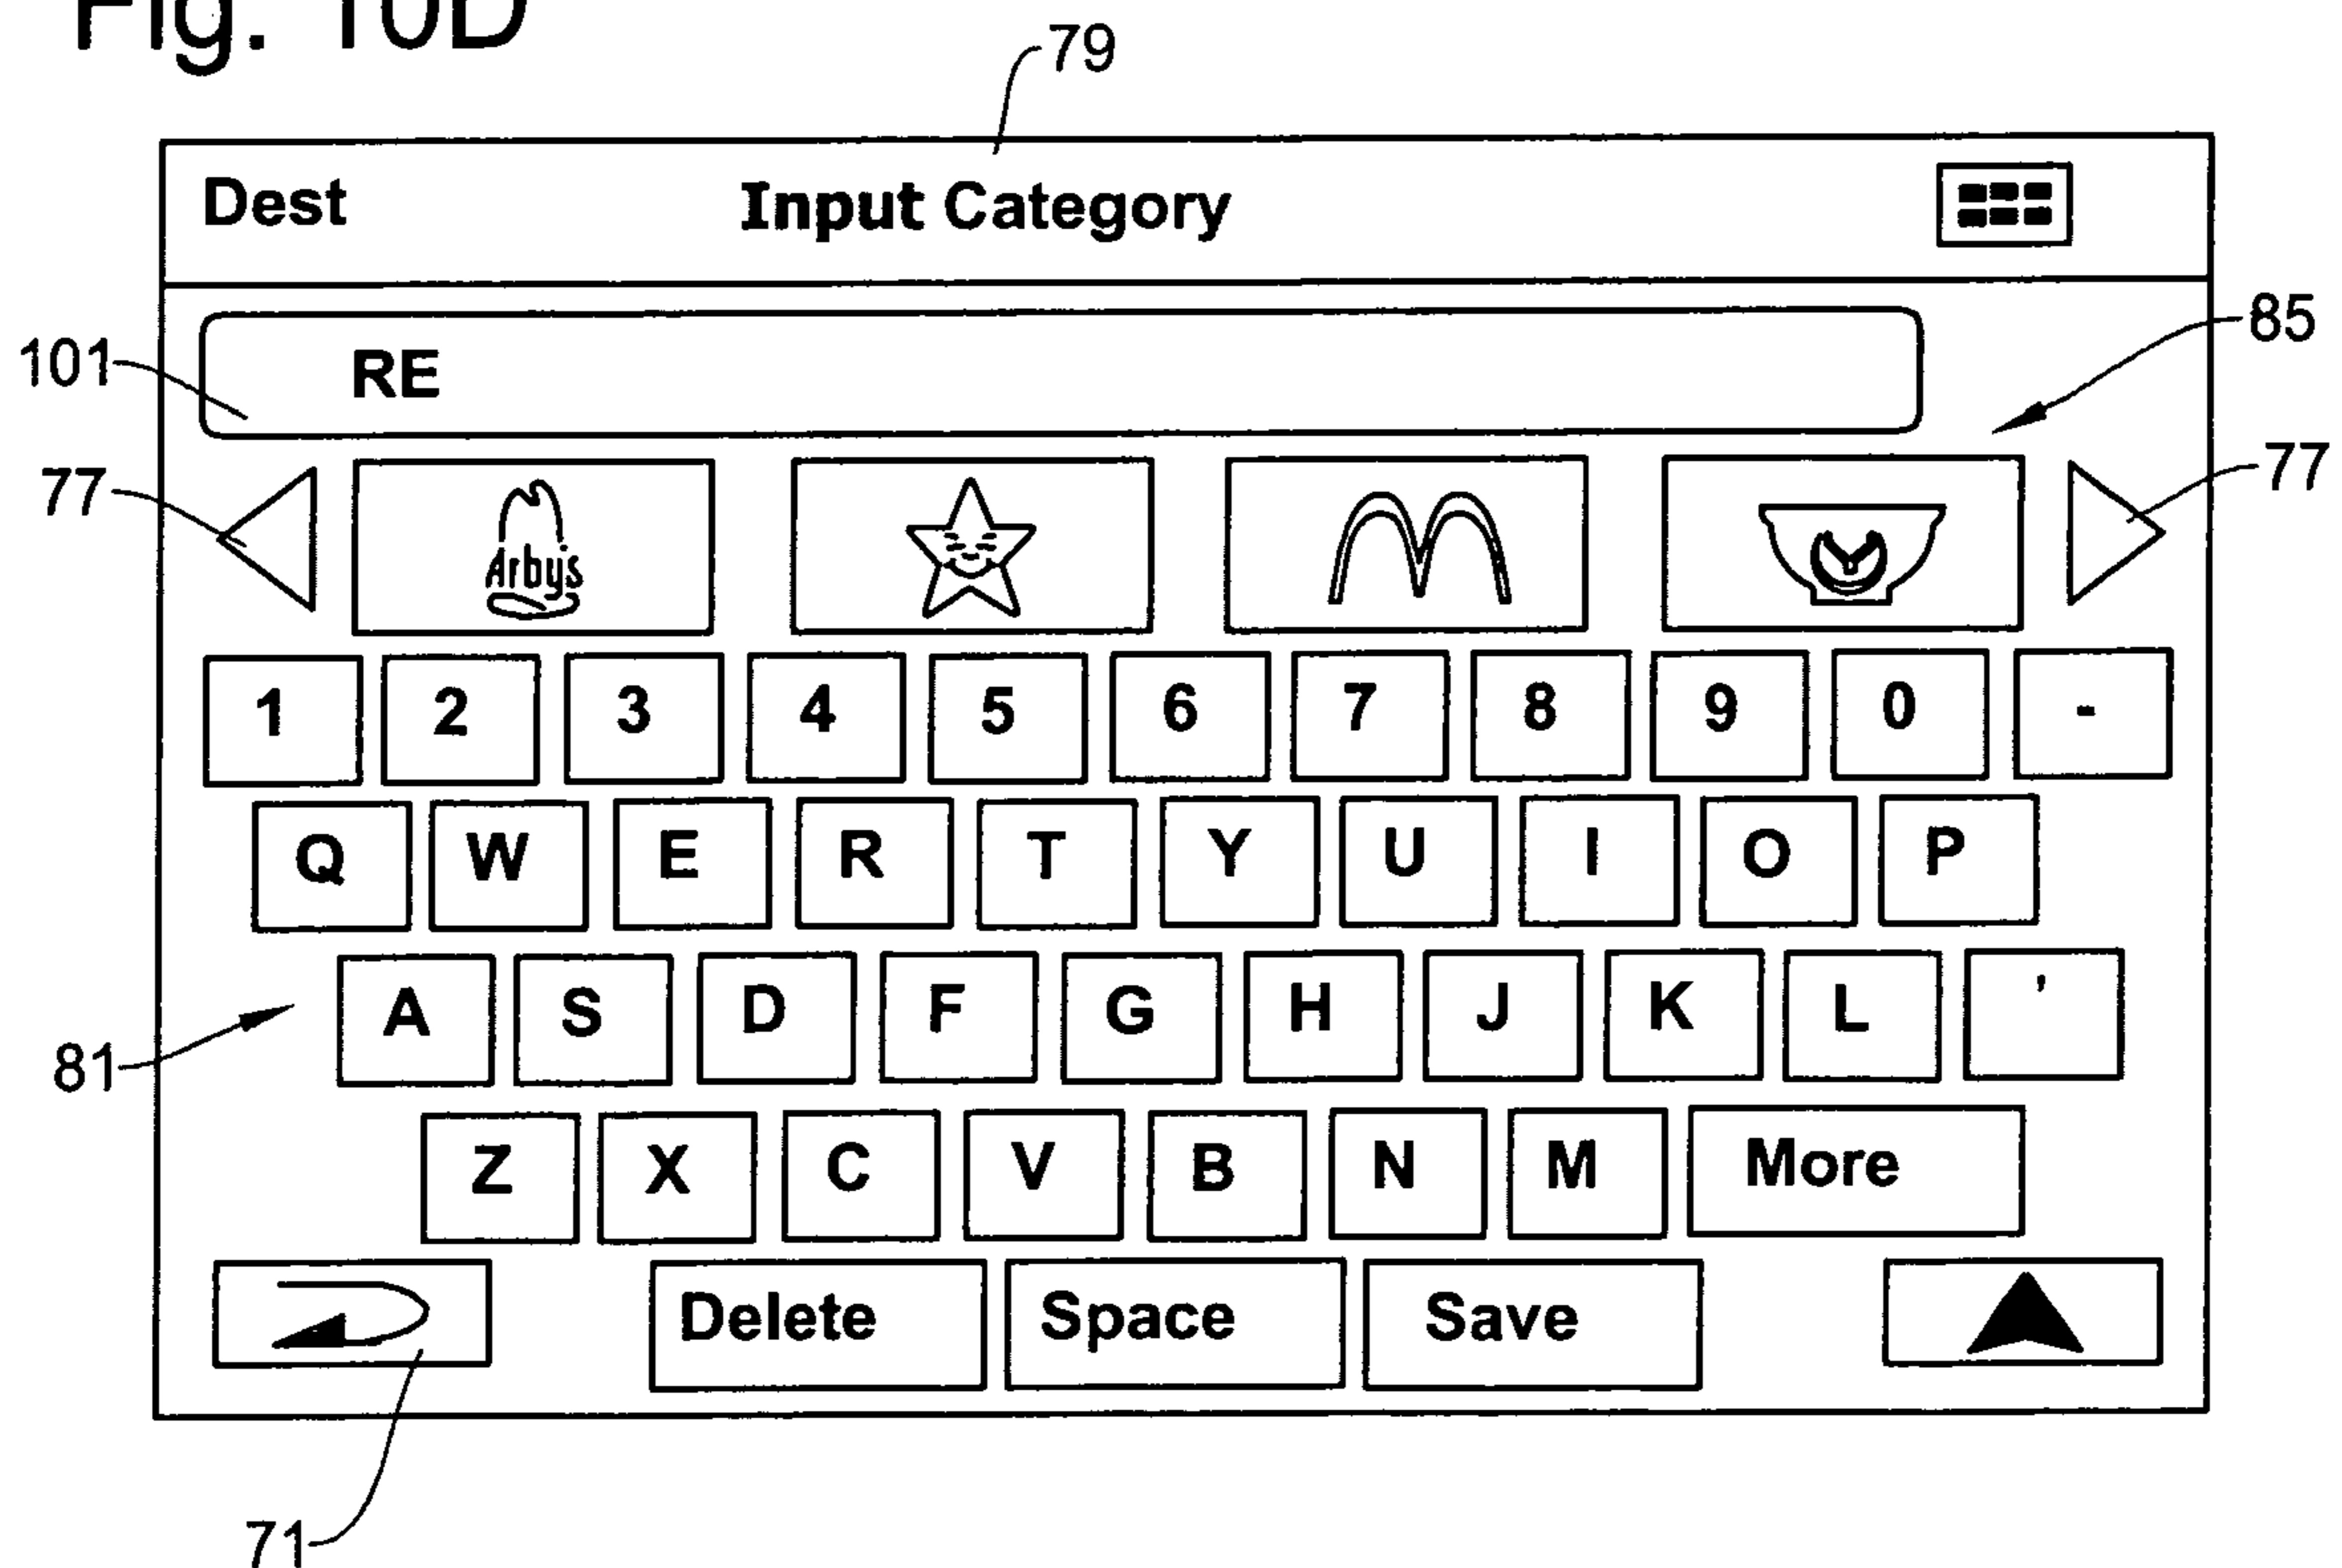 Fig. 10D
79
Dest Input Category
101 RE 85
77 Arby's 77
1 2 3 4 5 6 7 8 9 0 -
Q W E R T Y U I O P
A S D F G H J K L '
81
Z X C V B N M More
Delete Space Save
71